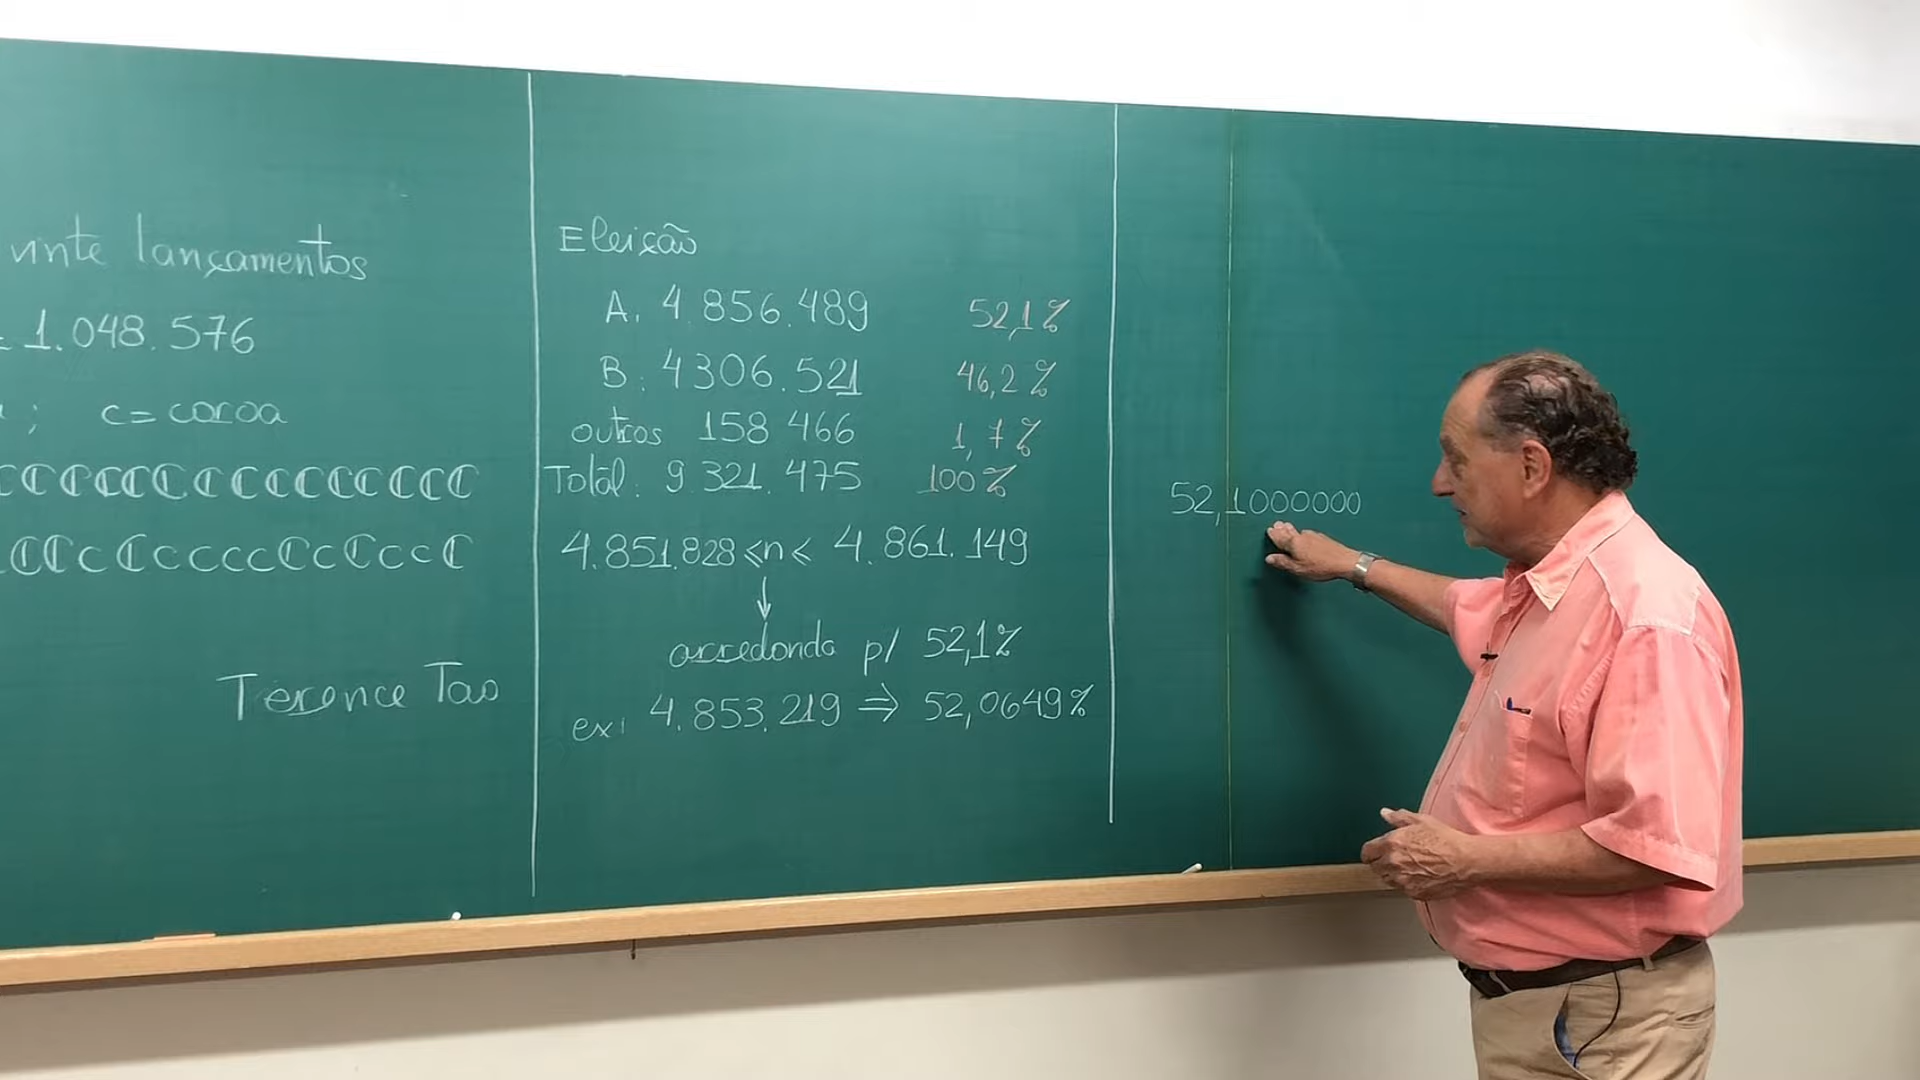 vinte lançamentos
1.048.576
; c=coroa
CCCCCCCCCCCCCC
CCcCccccCcCccC
Terence Tao
Eleição
A. 4.856.489 52,1%
B. 4306.521 46,2%
outros 158 466 1,7%
Total. 9.321.475 100%
4.851.828 ≤n≤ 4.861.149
↓
arredonda p/ 52,1%
ex: 4.853.219 ⇒ 52,0649%
52,1000000